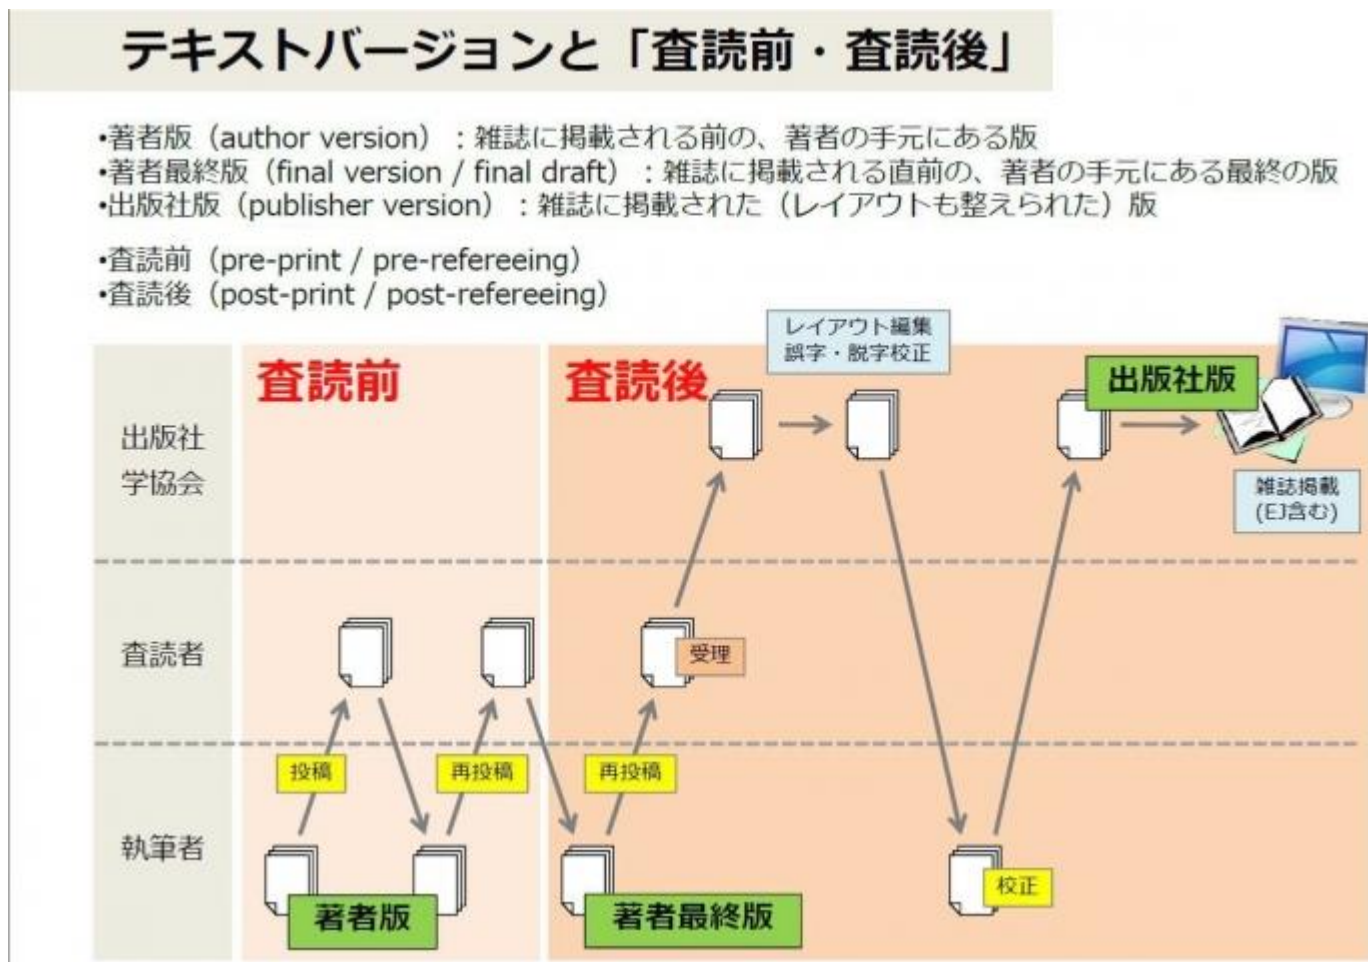 テキストバージョンと「査読前・査読後」
•著者版（author version）：雑誌に掲載される前の、著者の手元にある版
•著者最終版（final version / final draft）：雑誌に掲載される直前の、著者の手元にある最終の版
•出版社版（publisher version）：雑誌に掲載された（レイアウトも整えられた）版
•査読前（pre-print / pre-refereeing）
•査読後（post-print / post-refereeing）
レイアウト編集
誤字・脱字校正
査読前
査読後
出版社版
出版社
学協会
雑誌掲載
(EJ含む)
査読者
受理
投稿
再投稿
再投稿
執筆者
校正
著者版
著者最終版